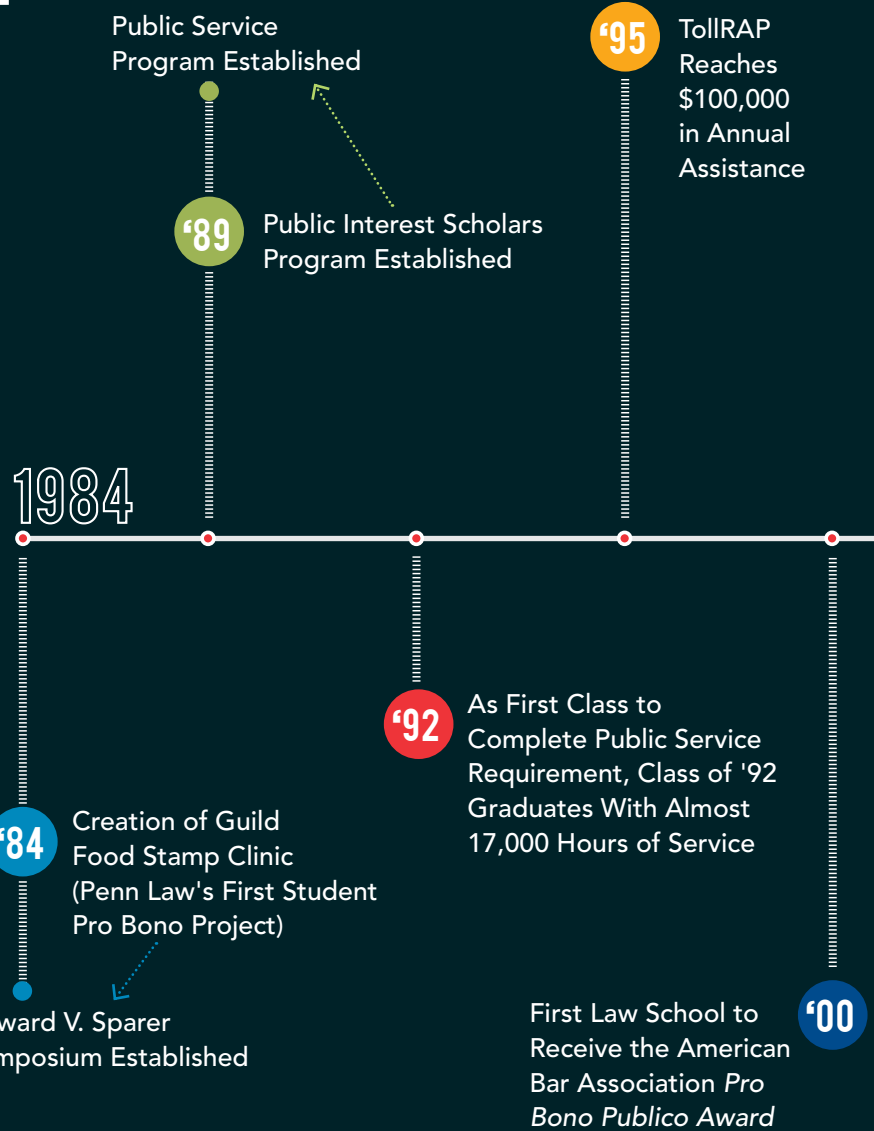 Public Service
Program Established
‘95
TollRAP
Reaches
$100,000
in Annual
Assistance
‘89
Public Interest Scholars
Program Established
1984
‘92
As First Class to
Complete Public Service
Requirement, Class of '92
Graduates With Almost
17,000 Hours of Service
‘84
Creation of Guild
Food Stamp Clinic
(Penn Law's First Student
Pro Bono Project)
V. Sparer
Established
‘00
First Law School to
Receive the American
Bar Association Pro
Bono Publico Award